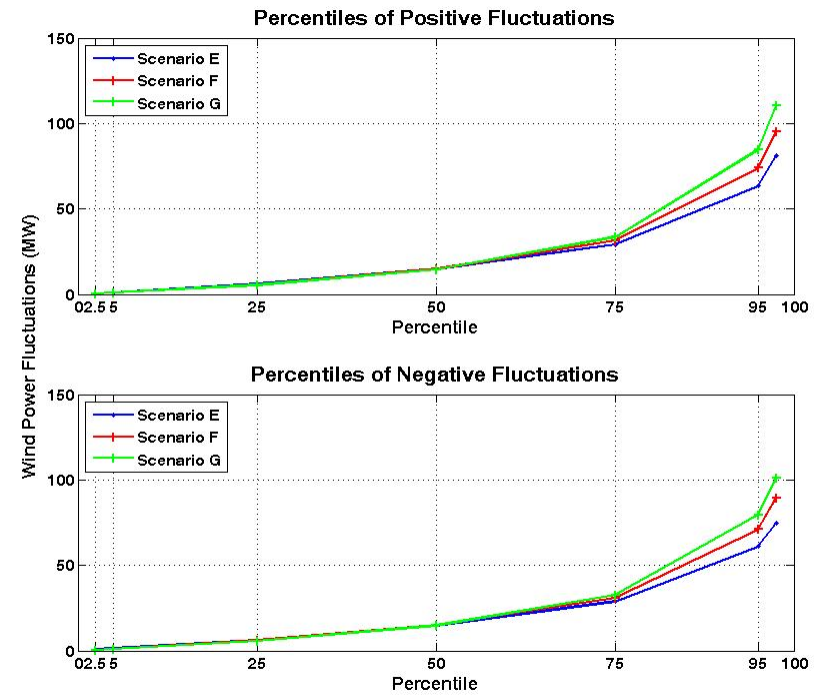 Percentiles of Positive Fluctuations
150
100
50
0
Scenario E
Scenario F
Scenario G
02.5 5 25 50 75 95 100
Percentile
Wind Power Fluctuations (MW)
Percentiles of Negative Fluctuations
150
100
50
0
Scenario E
Scenario F
Scenario G
02.5 5 25 50 75 95 100
Percentile